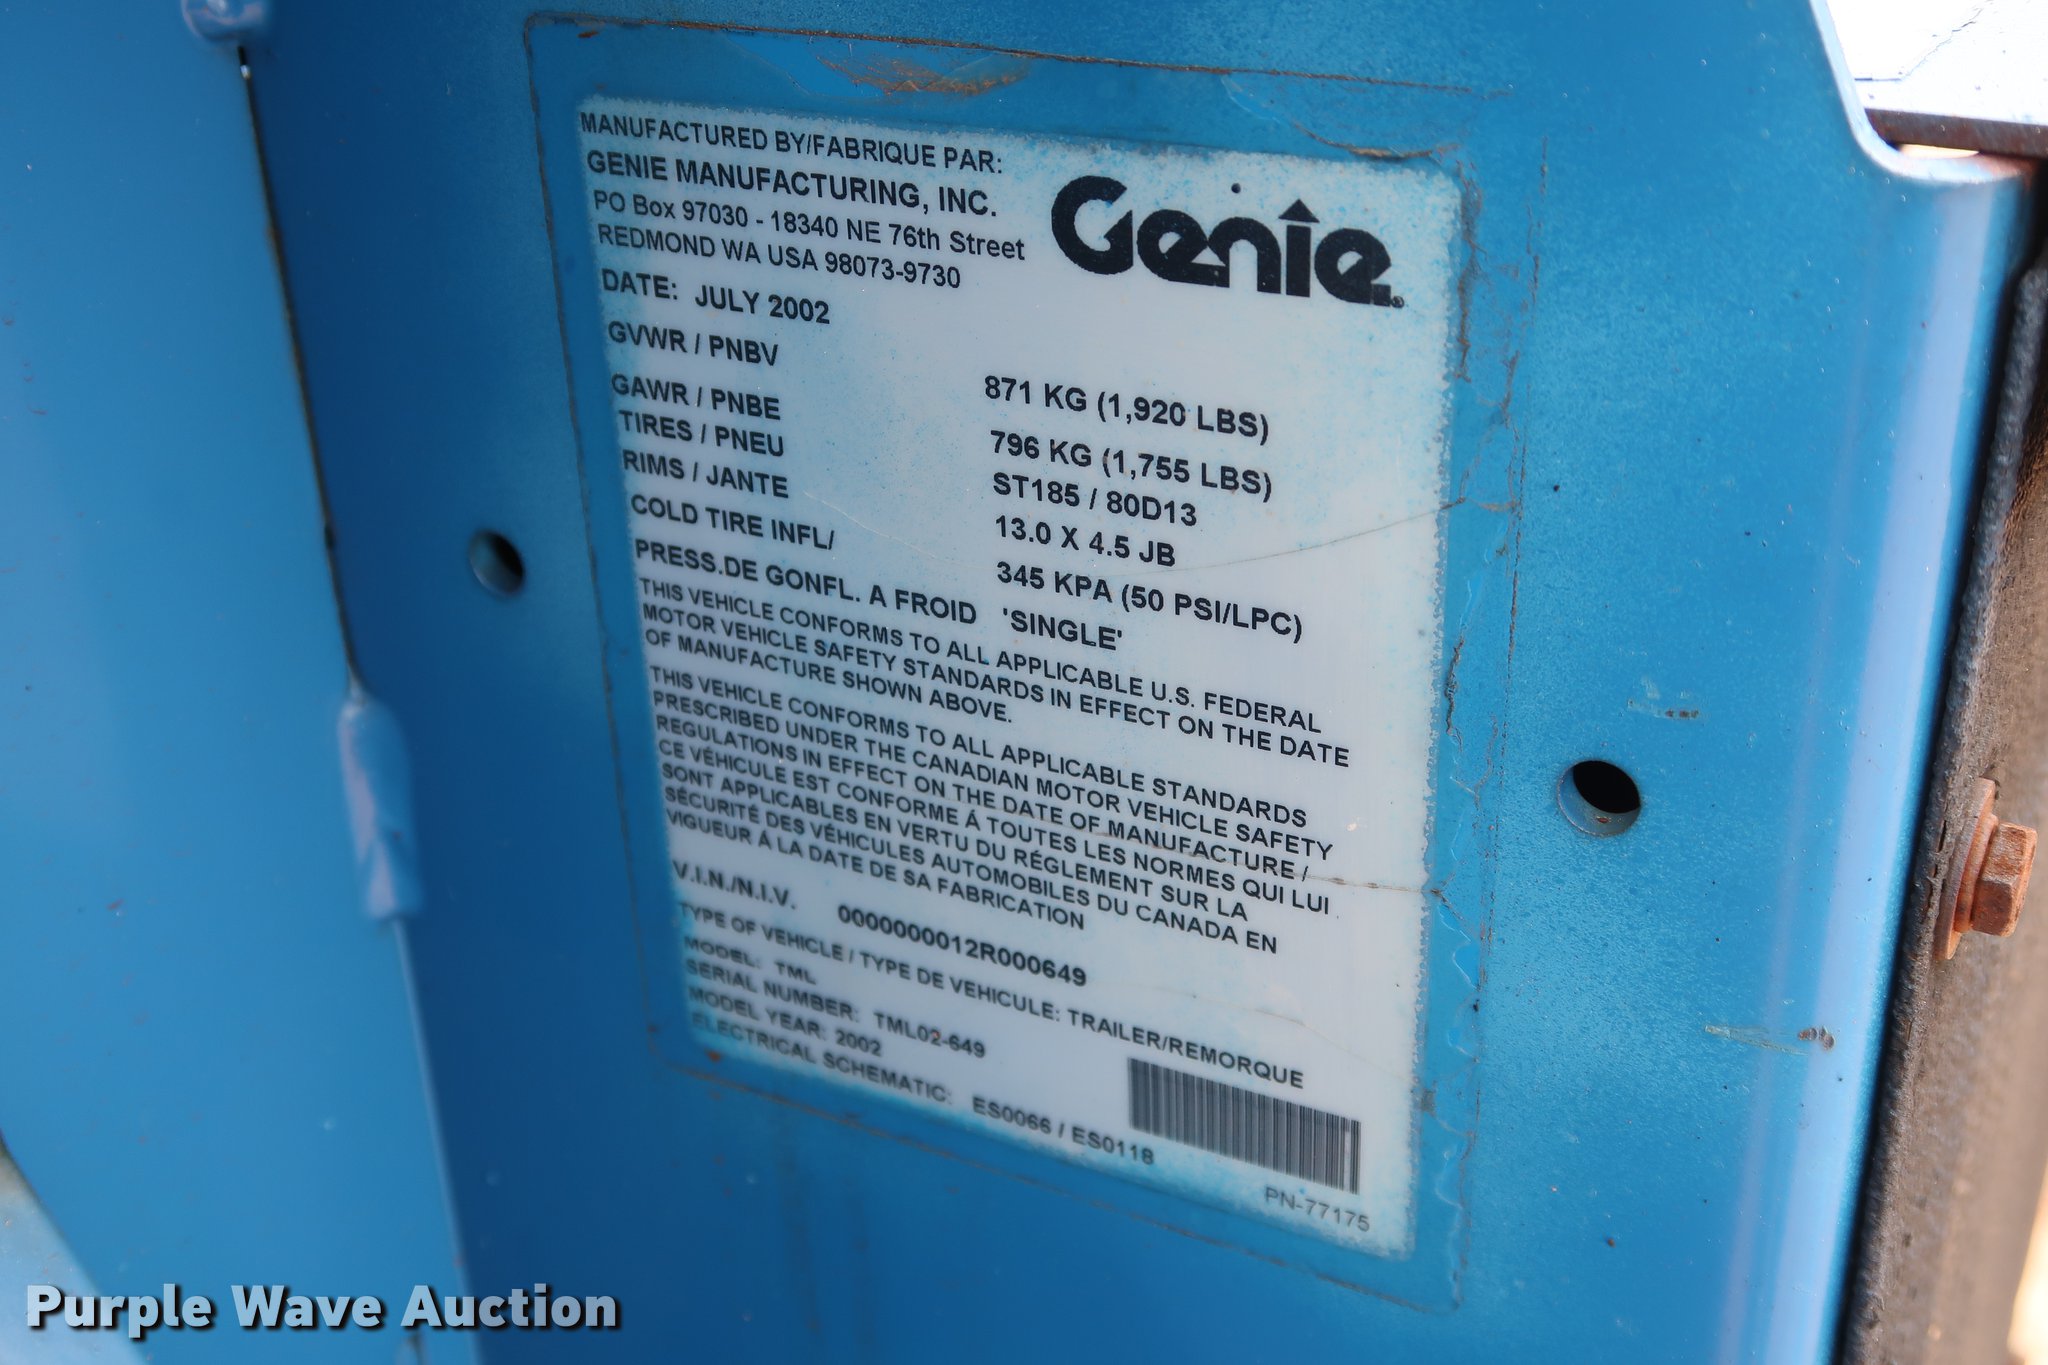 MANUFACTURED BY/FABRIQUE PAR:
GENIE MANUFACTURING, INC.
PO Box 97030 - 18340 NE 76th Street
REDMOND WA USA 98073-9730
Genie.
DATE: JULY 2002
GVWR / PNBV 871 KG (1,920 LBS)
GAWR / PNBE 796 KG (1,755 LBS)
TIRES / PNEU ST185 / 80D13
RIMS / JANTE 13.0 X 4.5 JB
COLD TIRE INFL/ 345 KPA (50 PSI/LPC)
PRESS.DE GONFL. A FROID 'SINGLE'
THIS VEHICLE CONFORMS TO ALL APPLICABLE U.S. FEDERAL
MOTOR VEHICLE SAFETY STANDARDS IN EFFECT ON THE DATE
OF MANUFACTURE SHOWN ABOVE.
THIS VEHICLE CONFORMS TO ALL APPLICABLE STANDARDS
PRESCRIBED UNDER THE CANADIAN MOTOR VEHICLE SAFETY
REGULATIONS IN EFFECT ON THE DATE OF MANUFACTURE /
CE VÉHICULE EST CONFORME Á TOUTES LES NORMES QUI LUI
SONT APPLICABLES EN VERTU DU RÉGLEMENT SUR LA
SÉCURITÉ DES VÉHICULES AUTOMOBILES DU CANADA EN
VIGUEUR Á LA DATE DE SA FABRICATION
V.I.N./N.I.V. 0000000012R000649
TYPE OF VEHICLE / TYPE DE VEHICULE: TRAILER/REMORQUE
MODEL: TML
SERIAL NUMBER: TML02-649
MODEL YEAR: 2002
ELECTRICAL SCHEMATIC: ES0066 / ES0118
PN-77175
Purple Wave Auction